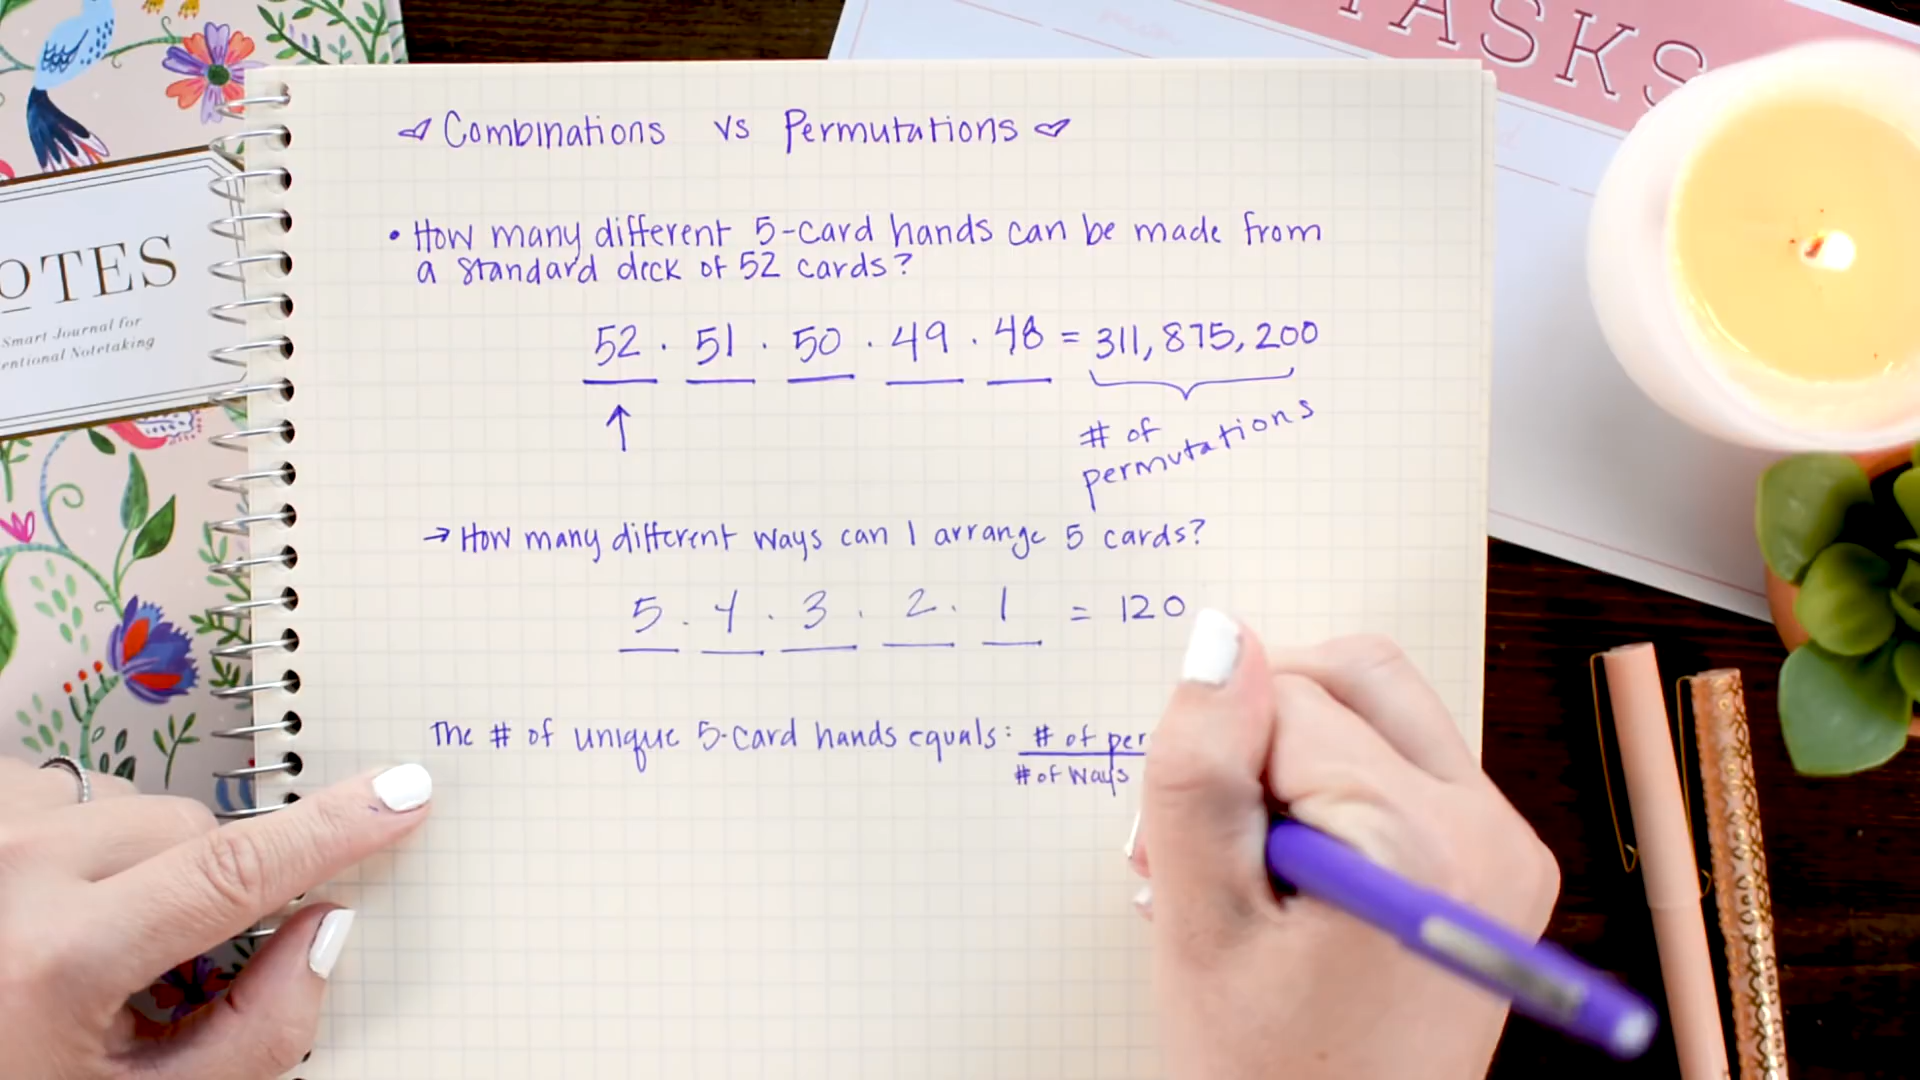 TASKS
Combinations vs Permutations
• How many different 5-card hands can be made from
a standard deck of 52 cards?
52 · 51 · 50 · 49 · 48 = 311,875,200
↑
# of
permutations
→ How many different ways can I arrange 5 cards?
5 · 4 · 3 · 2 · 1 = 120
The # of unique 5-card hands equals: # of per
# of ways
OTES
Smart Journal for
entional Notetaking